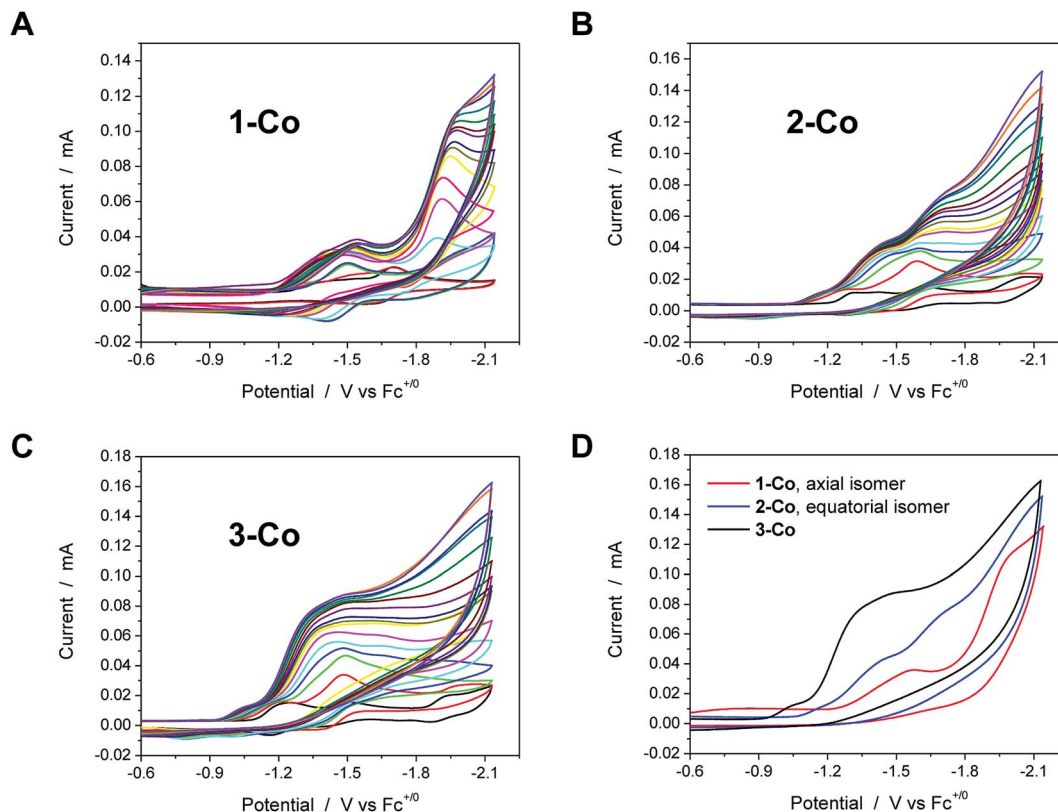 A
0.14
0.12
0.10
0.08
0.06
0.04
0.02
0.00
-0.02
Current / mA
1-Co
-0.6 -0.9 -1.2 -1.5 -1.8 -2.1
Potential / V vs Fc+/0
B
0.16
0.14
0.12
0.10
0.08
0.06
0.04
0.02
0.00
-0.02
Current / mA
2-Co
-0.6 -0.9 -1.2 -1.5 -1.8 -2.1
Potential / V vs Fc+/0
C
0.18
0.16
0.14
0.12
0.10
0.08
0.06
0.04
0.02
0.00
-0.02
Current / mA
3-Co
-0.6 -0.9 -1.2 -1.5 -1.8 -2.1
Potential / V vs Fc+/0
D
0.18
0.16
0.14
0.12
0.10
0.08
0.06
0.04
0.02
0.00
-0.02
Current / mA
1-Co, axial isomer
2-Co, equatorial isomer
3-Co
-0.6 -0.9 -1.2 -1.5 -1.8 -2.1
Potential / V vs Fc+/0